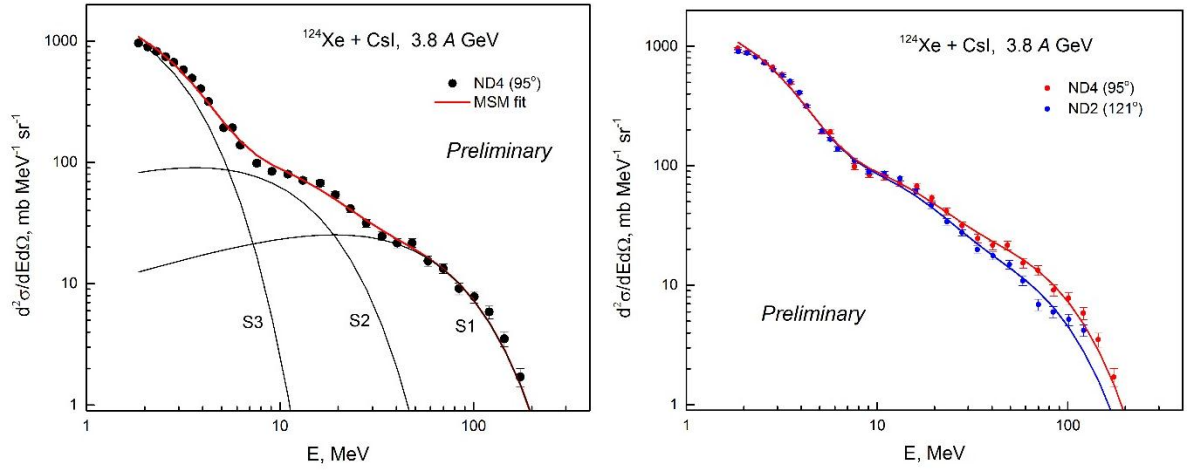 ¹²⁴Xe + CsI, 3.8 A GeV
ND4 (95°)
MSM fit
Preliminary
S3
S2
S1
1000
100
10
1
d²σ/dEdΩ, mb MeV⁻¹ sr⁻¹
1
10
100
E, MeV
¹²⁴Xe + CsI, 3.8 A GeV
ND4 (95°)
ND2 (121°)
Preliminary
1000
100
10
1
d²σ/dEdΩ, mb MeV⁻¹ sr⁻¹
1
10
100
E, MeV